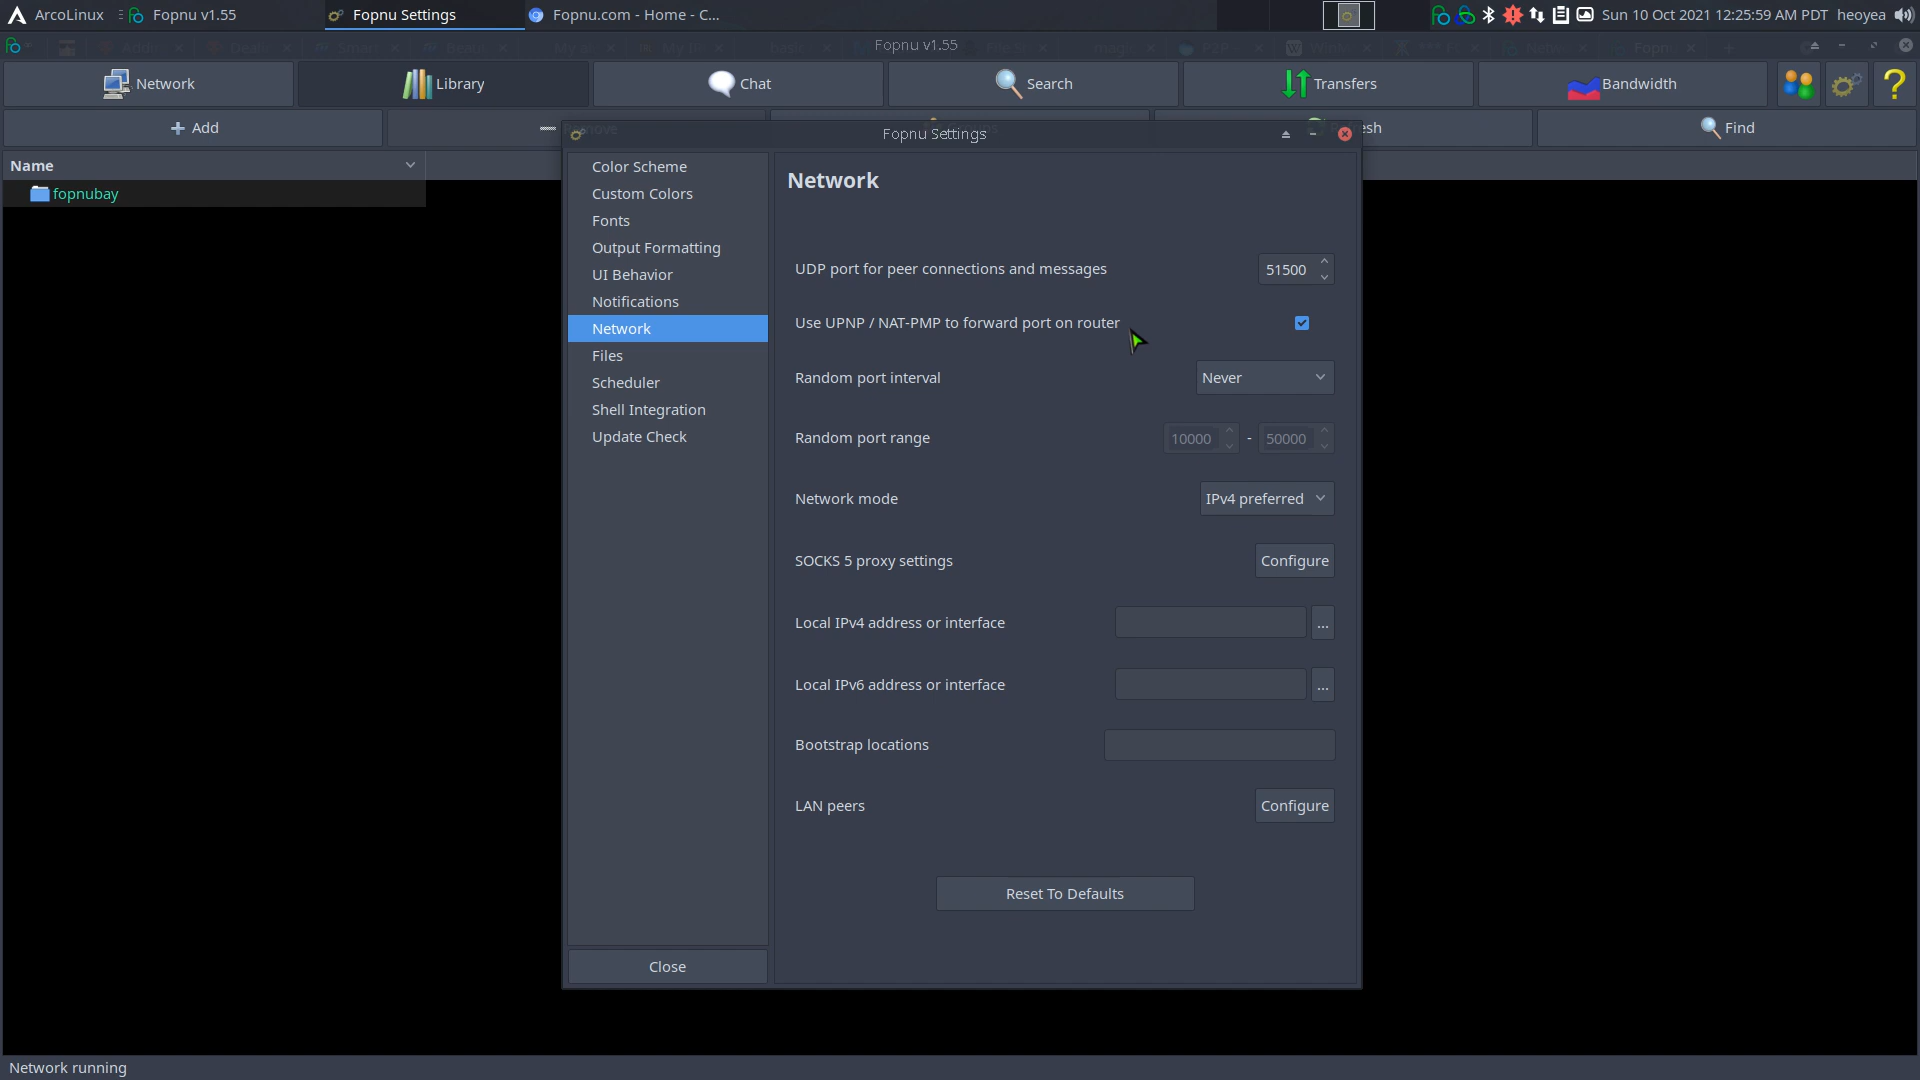 ArcoLinux
Fopnu v1.55
Fopnu Settings
Fopnu.com - Home - C...
Sun 10 Oct 2021 12:25:59 AM PDT
heoyea
Fopnu v1.55
Network
Library
Chat
Search
Transfers
Bandwidth
Add
Find
Name
fopnubay
Fopnu Settings
Color Scheme
Custom Colors
Fonts
Output Formatting
UI Behavior
Notifications
Network
Files
Scheduler
Shell Integration
Update Check
Close
Network
UDP port for peer connections and messages 51500
Use UPNP / NAT-PMP to forward port on router
Random port interval Never
Random port range 10000 - 50000
Network mode IPv4 preferred
SOCKS 5 proxy settings Configure
Local IPv4 address or interface ...
Local IPv6 address or interface ...
Bootstrap locations
LAN peers Configure
Reset To Defaults
Network running